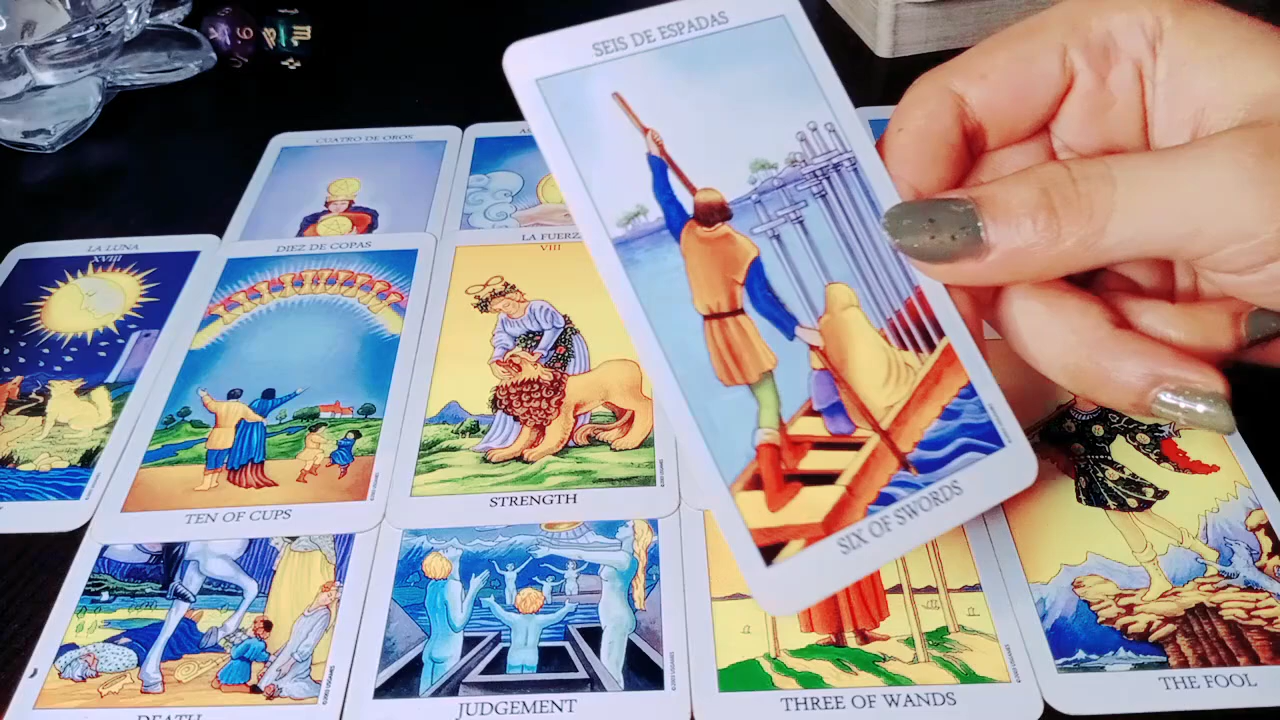 SEIS DE ESPADAS
SIX OF SWORDS
CUATRO DE OROS
LA LUNA
XVIII
DIEZ DE COPAS
TEN OF CUPS
LA FUERZ
VIII
STRENGTH
DEATH
JUDGEMENT
THREE OF WANDS
THE FOOL